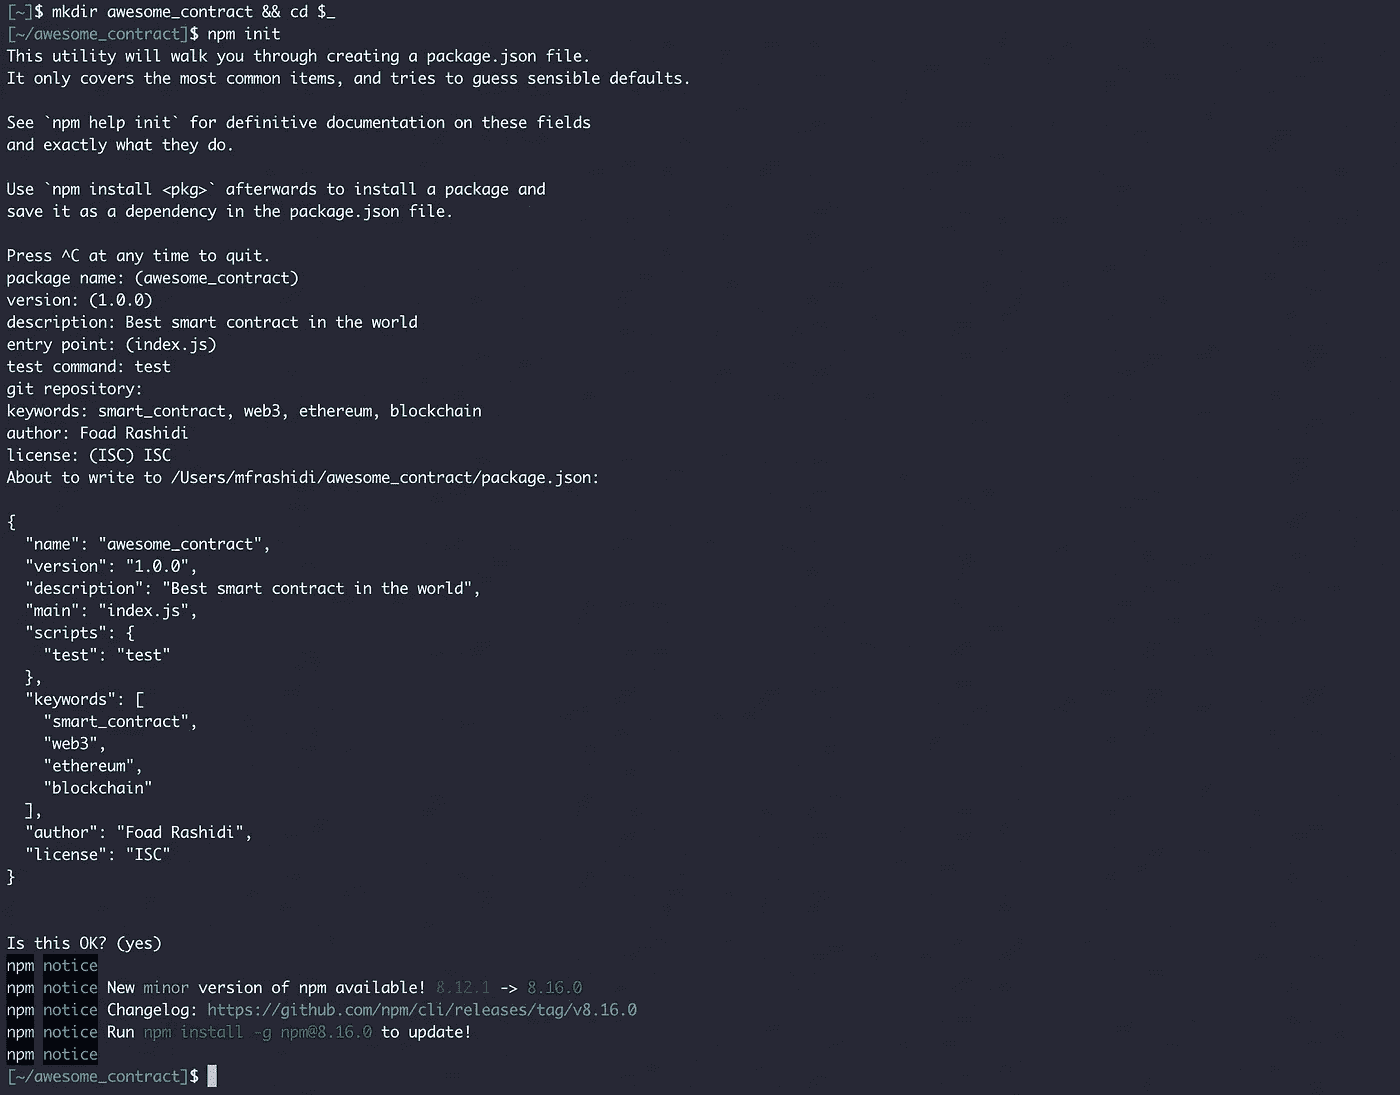 [~]$ mkdir awesome_contract && cd $_
[~/awesome_contract]$ npm init
This utility will walk you through creating a package.json file.
It only covers the most common items, and tries to guess sensible defaults.

See `npm help init` for definitive documentation on these fields
and exactly what they do.

Use `npm install <pkg>` afterwards to install a package and
save it as a dependency in the package.json file.

Press ^C at any time to quit.
package name: (awesome_contract)
version: (1.0.0)
description: Best smart contract in the world
entry point: (index.js)
test command: test
git repository:
keywords: smart_contract, web3, ethereum, blockchain
author: Foad Rashidi
license: (ISC) ISC
About to write to /Users/mfrashidi/awesome_contract/package.json:

{
  "name": "awesome_contract",
  "version": "1.0.0",
  "description": "Best smart contract in the world",
  "main": "index.js",
  "scripts": {
    "test": "test"
  },
  "keywords": [
    "smart_contract",
    "web3",
    "ethereum",
    "blockchain"
  ],
  "author": "Foad Rashidi",
  "license": "ISC"
}

Is this OK? (yes)
npm notice
npm notice New minor version of npm available! 8.12.1 -> 8.16.0
npm notice Changelog: https://github.com/npm/cli/releases/tag/v8.16.0
npm notice Run npm install -g npm@8.16.0 to update!
npm notice
[~/awesome_contract]$